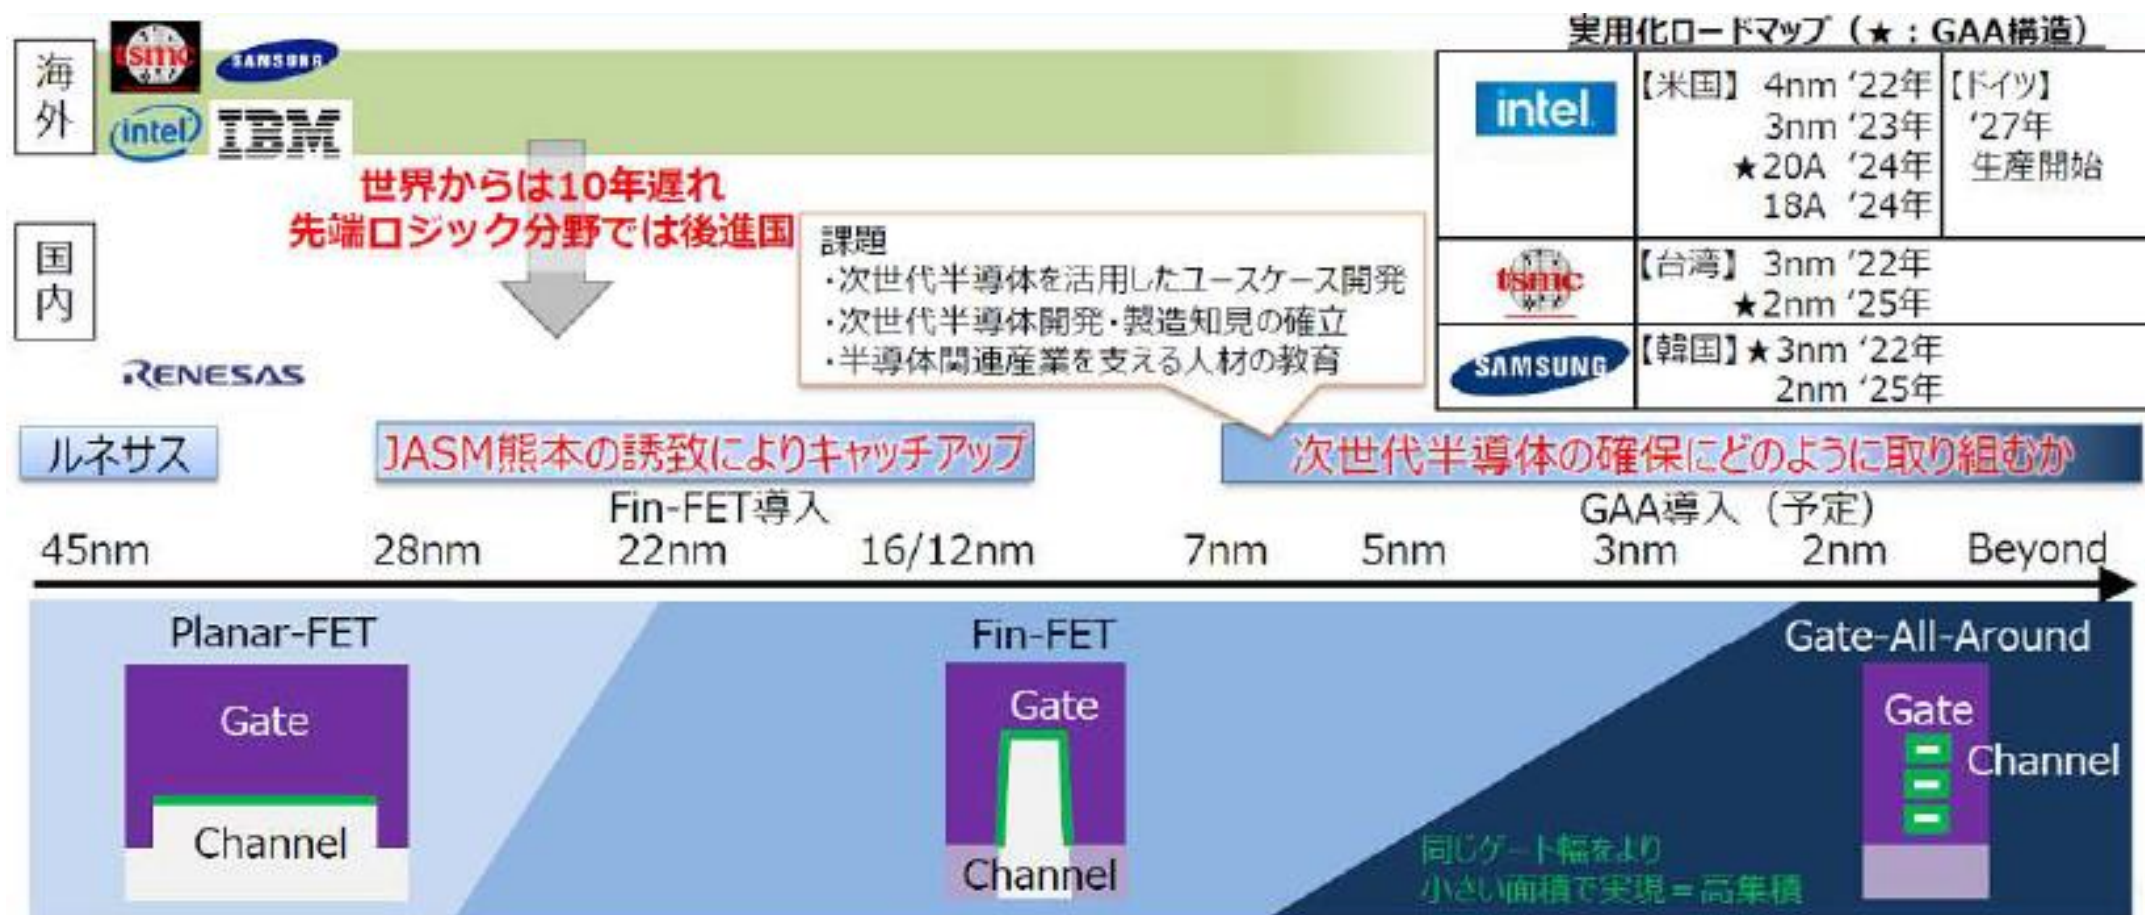 実用化ロードマップ（★：GAA構造）
海外
tsmc
SAMSUNG
intel
IBM
世界からは10年遅れ
先端ロジック分野では後進国
intel
【米国】 4nm ‘22年
3nm ‘23年
★20A ‘24年
18A ‘24年
【ドイツ】
‘27年
生産開始
tsmc
【台湾】 3nm ‘22年
★2nm ‘25年
SAMSUNG
【韓国】★3nm ‘22年
2nm ‘25年
国内
RENESAS
課題
・次世代半導体を活用したユースケース開発
・次世代半導体開発・製造知見の確立
・半導体関連産業を支える人材の教育
ルネサス
JASM熊本の誘致によりキャッチアップ
次世代半導体の確保にどのように取り組むか
Fin-FET導入
GAA導入（予定）
45nm 28nm 22nm 16/12nm 7nm 5nm 3nm 2nm Beyond
Planar-FET
Gate
Channel
Fin-FET
Gate
Channel
Gate-All-Around
Gate
Channel
同じゲート幅をより
小さい面積で実現＝高集積